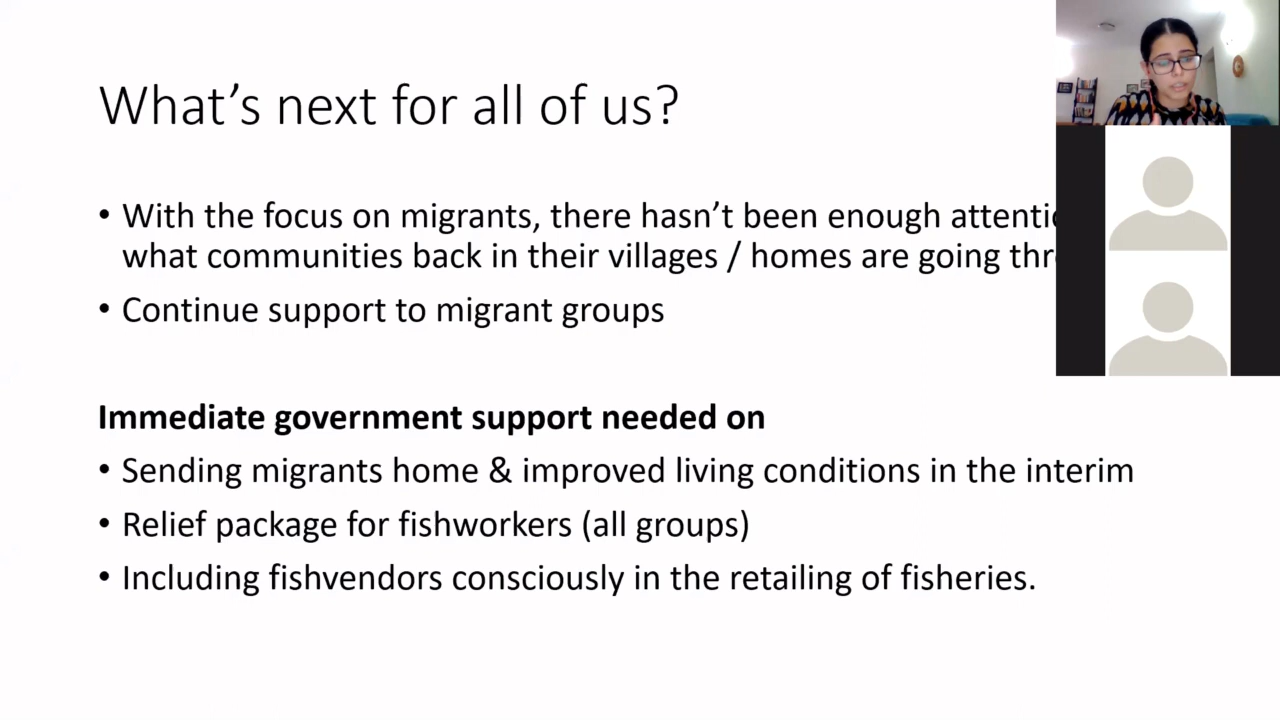 What's next for all of us?
• With the focus on migrants, there hasn't been enough
what communities back in their villages / homes are going
• Continue support to migrant groups
Immediate government support needed on
• Sending migrants home & improved living conditions in the interim
• Relief package for fishworkers (all groups)
• Including fishvendors consciously in the retailing of fisheries.